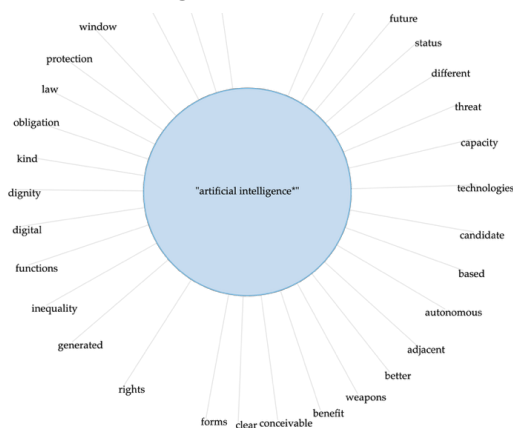 window
future
status
protection
different
law
threat
obligation
capacity
kind
"artificial intelligence*"
technologies
dignity
digital
candidate
functions
based
inequality
autonomous
generated
adjacent
better
rights
weapons
benefit
forms
clear
conceivable